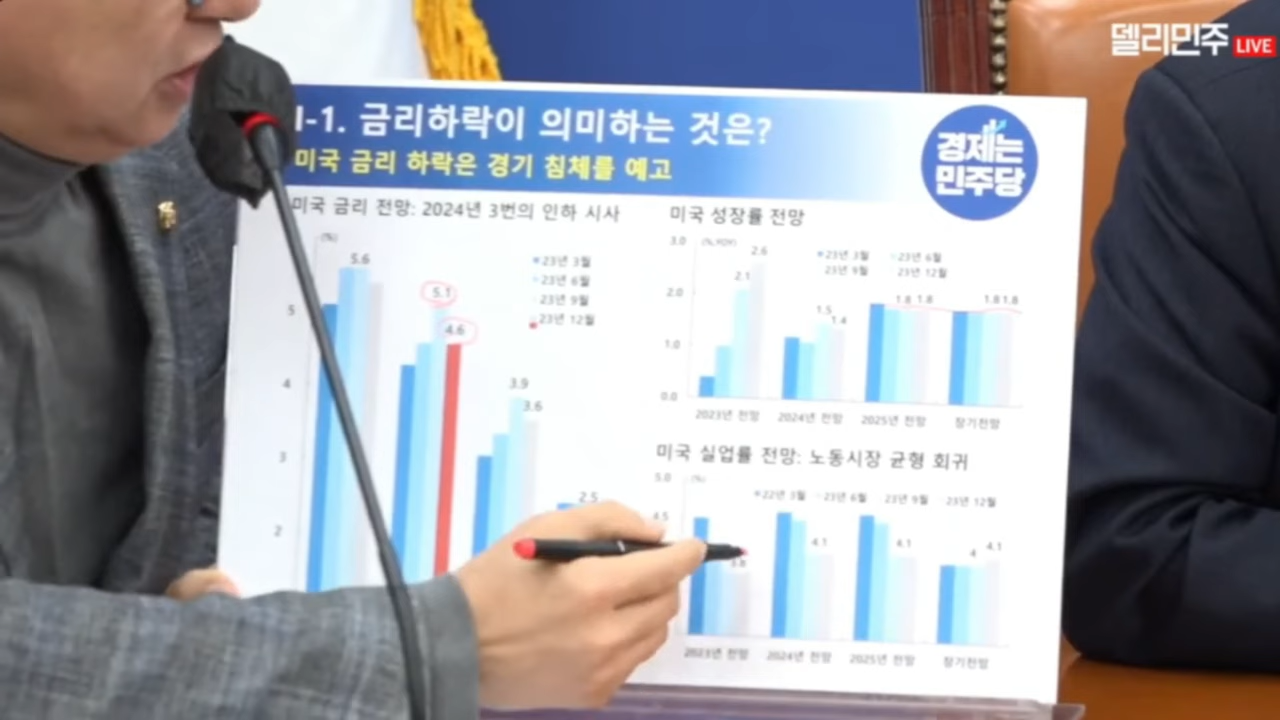 델리민주 LIVE
I-1. 금리하락이 의미하는 것은?
미국 금리 하락은 경기 침체를 예고
경제는
민주당
미국 금리 전망: 2024년 3번의 인하 시사
(%)
23년 3월
23년 6월
23년 9월
23년 12월
5.6
5.1
4.6
3.9
3.6
2.5
5
4
3
2
미국 성장률 전망
(%,YOY)
23년 3월 23년 6월
23년 9월 23년 12월
3.0
2.0
1.0
0.0
2.1
2.6
1.5
1.4
1.8 1.8
1.8 1.8
2023년 전망 2024년 전망 2025년 전망 장기전망
미국 실업률 전망: 노동시장 균형 회귀
(%)
22년 3월 23년 6월 23년 9월 23년 12월
5.0
4.5
3.8
4.1
4.1
4
4.1
2023년 전망 2024년 전망 2025년 전망 장기전망